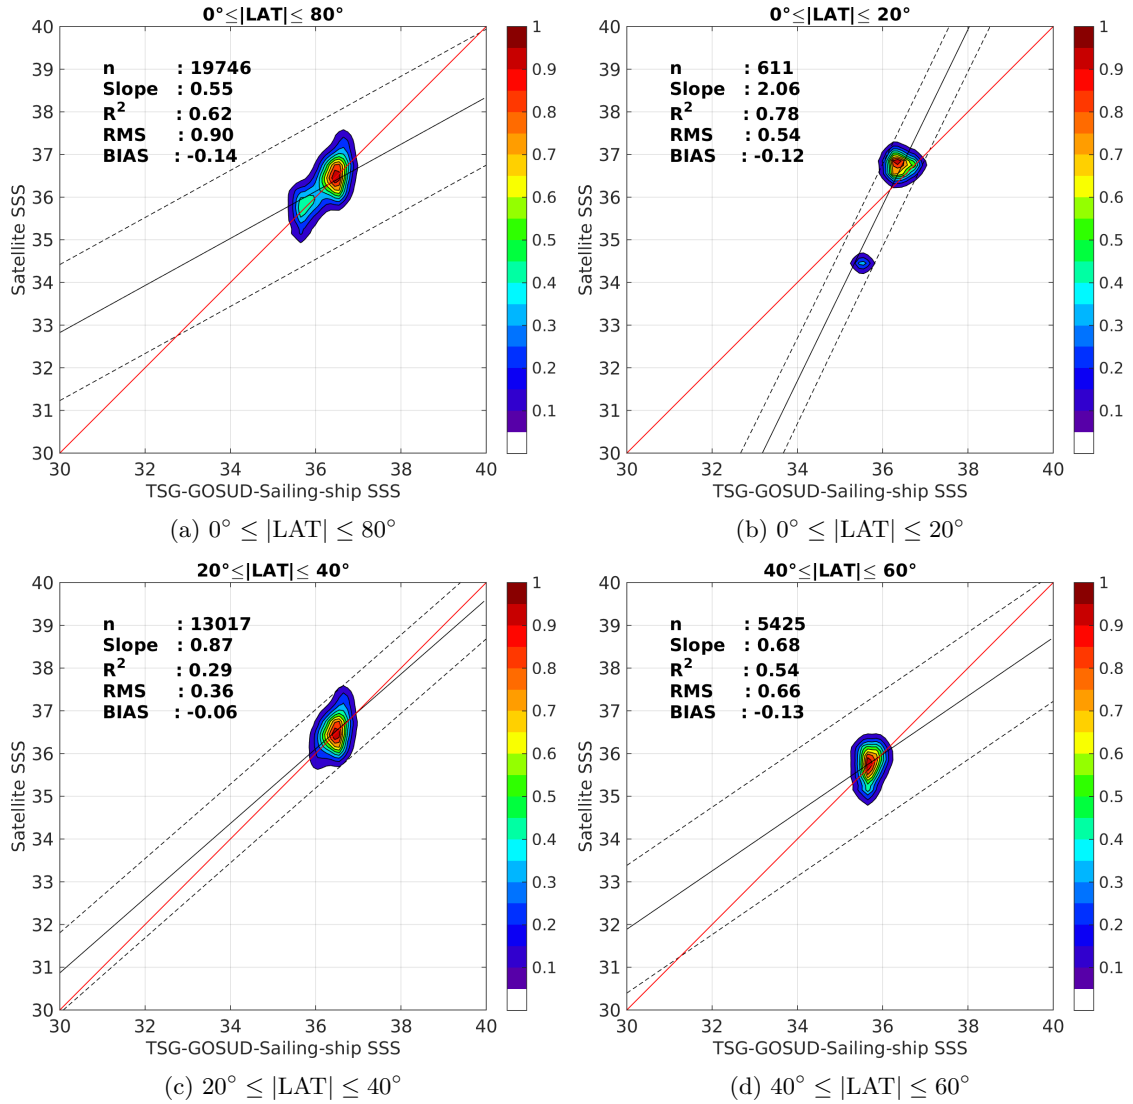 0°≤|LAT|≤ 80°
40
39
38
37
36
35
34
33
32
31
30
Satellite SSS
n : 19746
Slope : 0.55
R² : 0.62
RMS : 0.90
BIAS : -0.14
30 32 34 36 38 40
TSG-GOSUD-Sailing-ship SSS
1
0.9
0.8
0.7
0.6
0.5
0.4
0.3
0.2
0.1
(a) 0° ≤ |LAT| ≤ 80°
0°≤|LAT|≤ 20°
40
39
38
37
36
35
34
33
32
31
30
Satellite SSS
n : 611
Slope : 2.06
R² : 0.78
RMS : 0.54
BIAS : -0.12
30 32 34 36 38 40
TSG-GOSUD-Sailing-ship SSS
1
0.9
0.8
0.7
0.6
0.5
0.4
0.3
0.2
0.1
(b) 0° ≤ |LAT| ≤ 20°
20°≤|LAT|≤ 40°
40
39
38
37
36
35
34
33
32
31
30
Satellite SSS
n : 13017
Slope : 0.87
R² : 0.29
RMS : 0.36
BIAS : -0.06
30 32 34 36 38 40
TSG-GOSUD-Sailing-ship SSS
1
0.9
0.8
0.7
0.6
0.5
0.4
0.3
0.2
0.1
(c) 20° ≤ |LAT| ≤ 40°
40°≤|LAT|≤ 60°
40
39
38
37
36
35
34
33
32
31
30
Satellite SSS
n : 5425
Slope : 0.68
R² : 0.54
RMS : 0.66
BIAS : -0.13
30 32 34 36 38 40
TSG-GOSUD-Sailing-ship SSS
1
0.9
0.8
0.7
0.6
0.5
0.4
0.3
0.2
0.1
(d) 40° ≤ |LAT| ≤ 60°